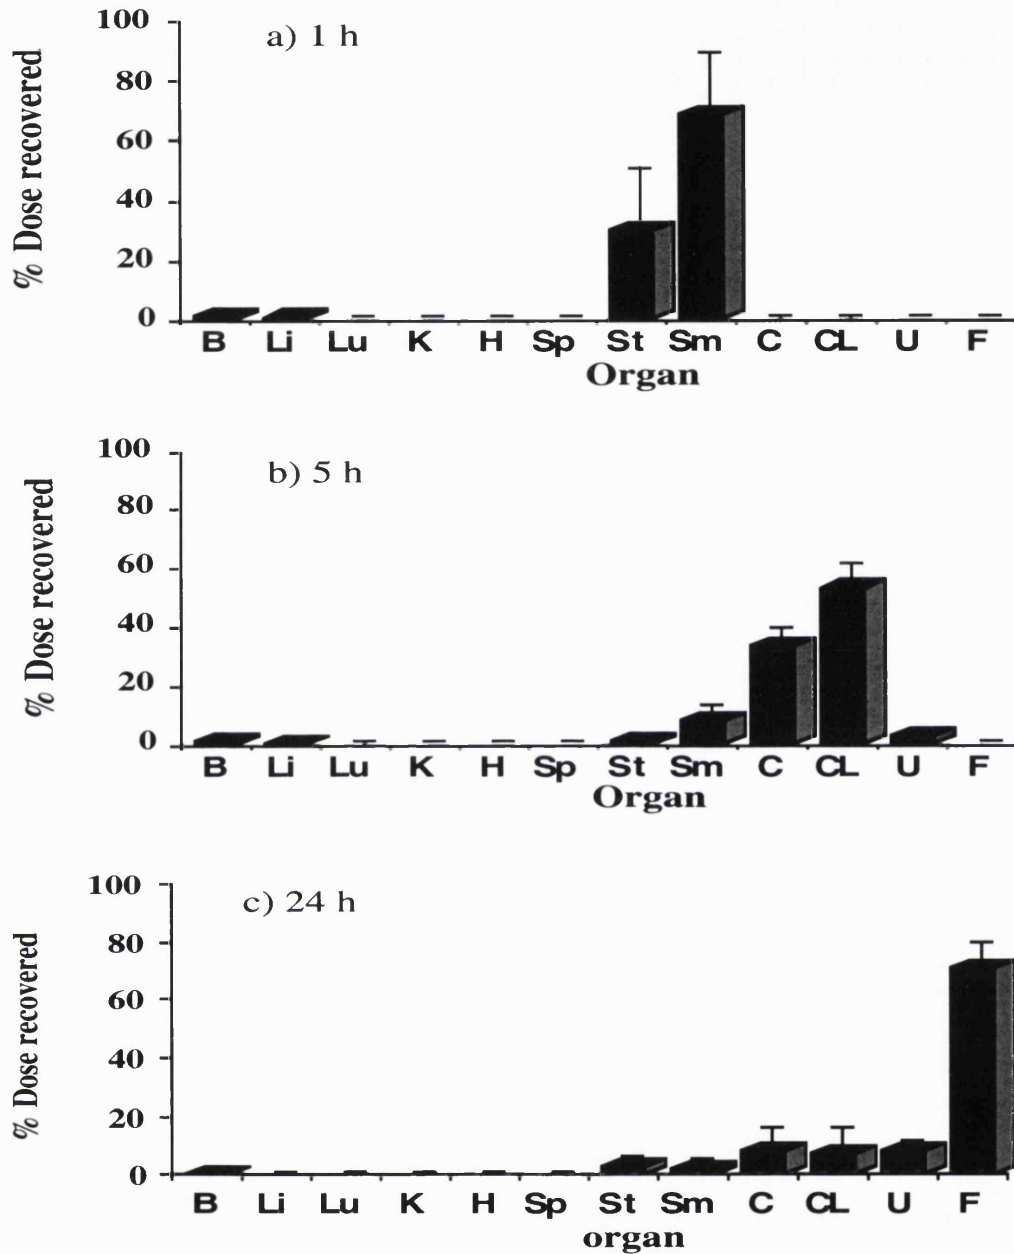 a) 1 h
% Dose recovered
100
80
60
40
20
0
B Li Lu K H Sp St Sm C CL U F
Organ
b) 5 h
% Dose recovered
100
80
60
40
20
0
B Li Lu K H Sp St Sm C CL U F
Organ
c) 24 h
% Dose recovered
100
80
60
40
20
0
B Li Lu K H Sp St Sm C CL U F
organ